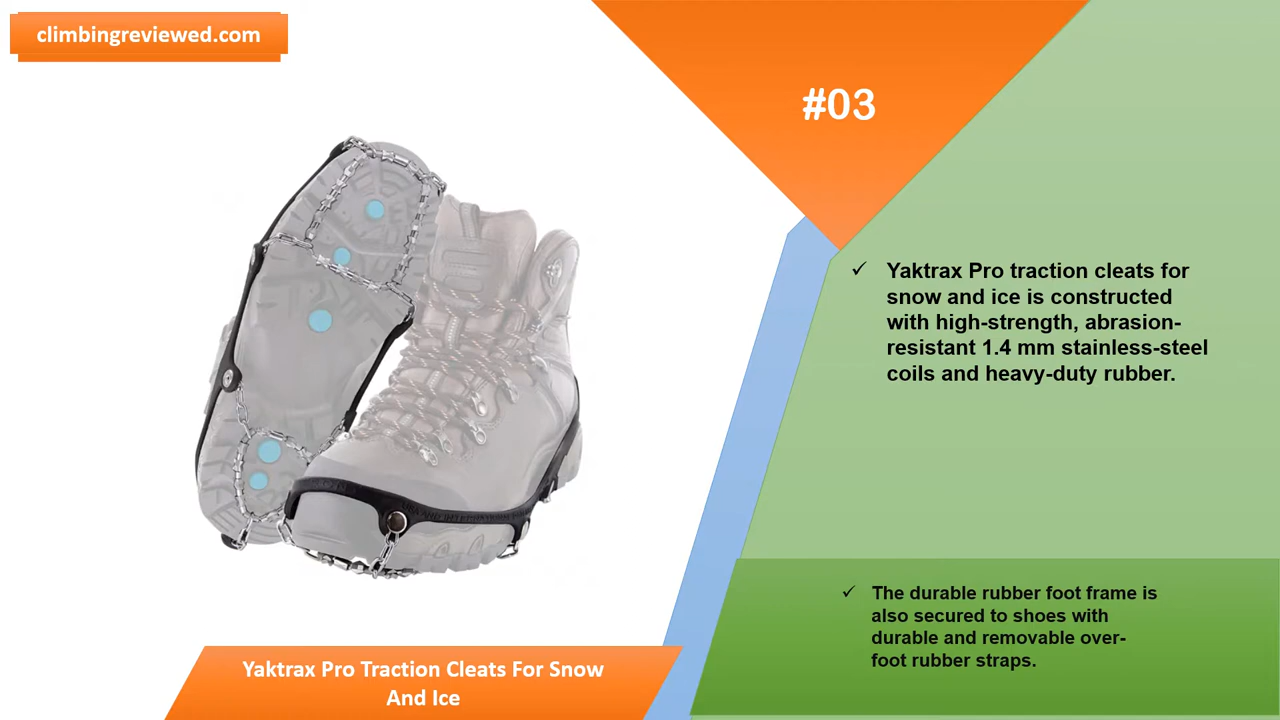 climbingreviewed.com
#03
Yaktrax Pro traction cleats for
snow and ice is constructed
with high-strength, abrasion-
resistant 1.4 mm stainless-steel
coils and heavy-duty rubber.
The durable rubber foot frame is
also secured to shoes with
durable and removable over-
foot rubber straps.
Yaktrax Pro Traction Cleats For Snow
And Ice